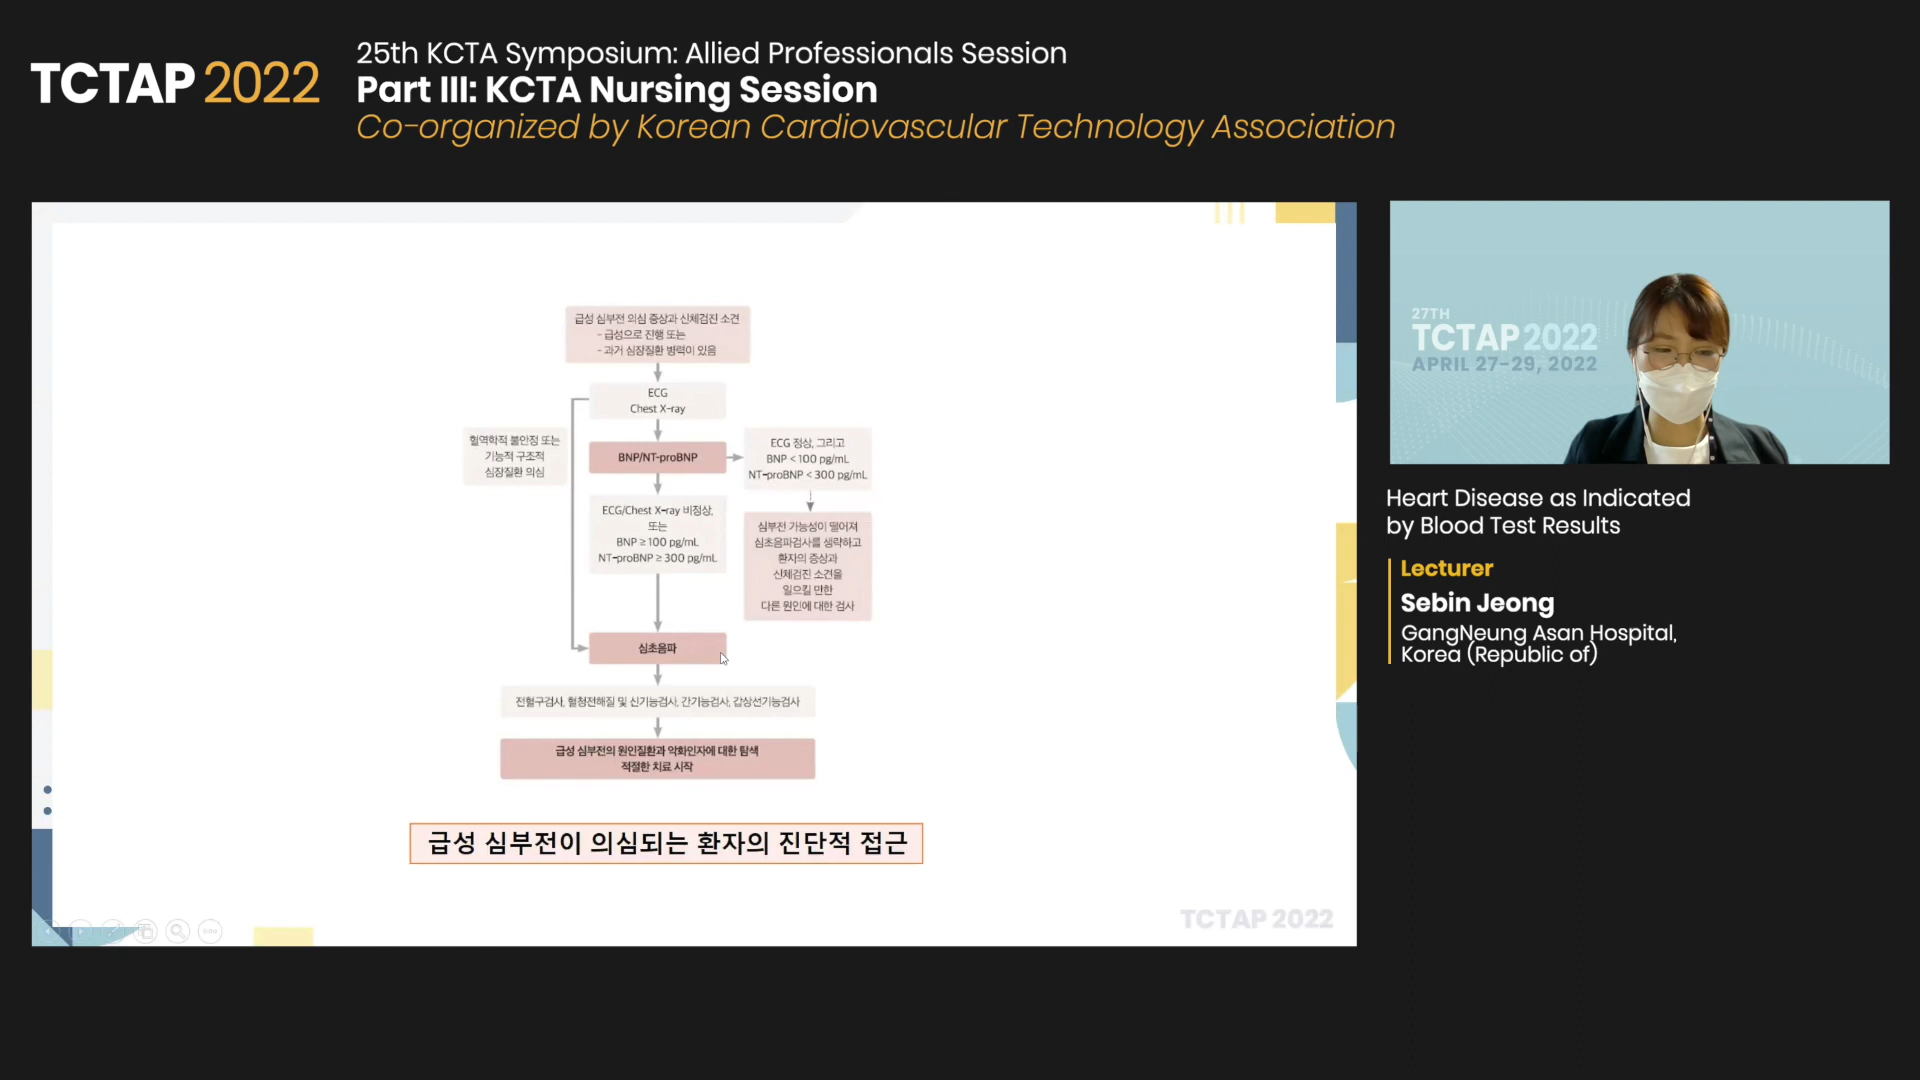 TCTAP 2022
25th KCTA Symposium: Allied Professionals Session
Part III: KCTA Nursing Session
Co-organized by Korean Cardiovascular Technology Association
급성 심부전 의심 증상과 신체검진 소견
- 급성으로 진행 또는
- 과거 심장질환 병력이 있음
ECG
Chest X-ray
혈역학적 불안정 또는
기능적 구조적
심장질환 의심
BNP/NT-proBNP
ECG 정상, 그리고
BNP < 100 pg/mL
NT-proBNP < 300 pg/mL
ECG/Chest X-ray 비정상,
또는
BNP ≥ 100 pg/mL
NT-proBNP ≥ 300 pg/mL
심부전 가능성이 떨어져
심초음파검사를 생략하고
환자의 증상과
신체검진 소견을
일으킬 만한
다른 원인에 대한 검사
심초음파
전혈구검사, 혈청전해질 및 신기능검사, 간기능검사, 갑상선기능검사
급성 심부전의 원인질환과 악화인자에 대한 탐색
적절한 치료 시작
급성 심부전이 의심되는 환자의 진단적 접근
TCTAP 2022
27TH
TCTAP 2022
APRIL 27-29, 2022
Heart Disease as Indicated
by Blood Test Results
Lecturer
Sebin Jeong
GangNeung Asan Hospital,
Korea (Republic of)